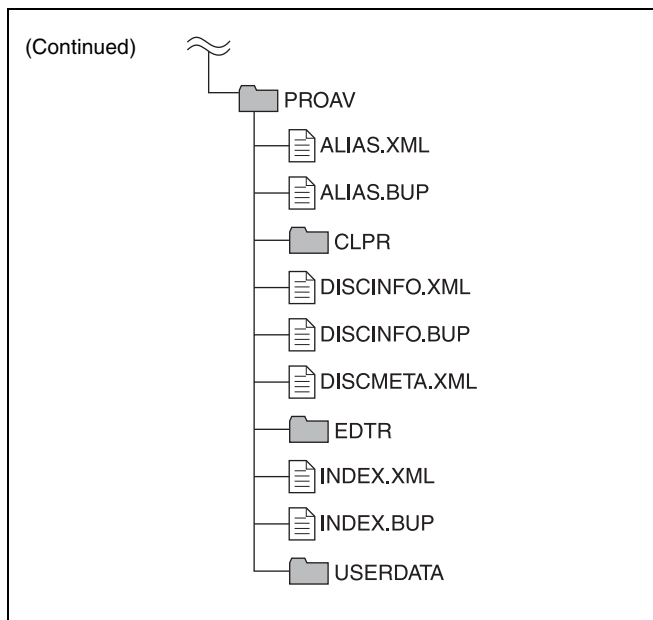 (Continued)
PROAV
ALIAS.XML
ALIAS.BUP
CLPR
DISCINFO.XML
DISCINFO.BUP
DISCMETA.XML
EDTR
INDEX.XML
INDEX.BUP
USERDATA